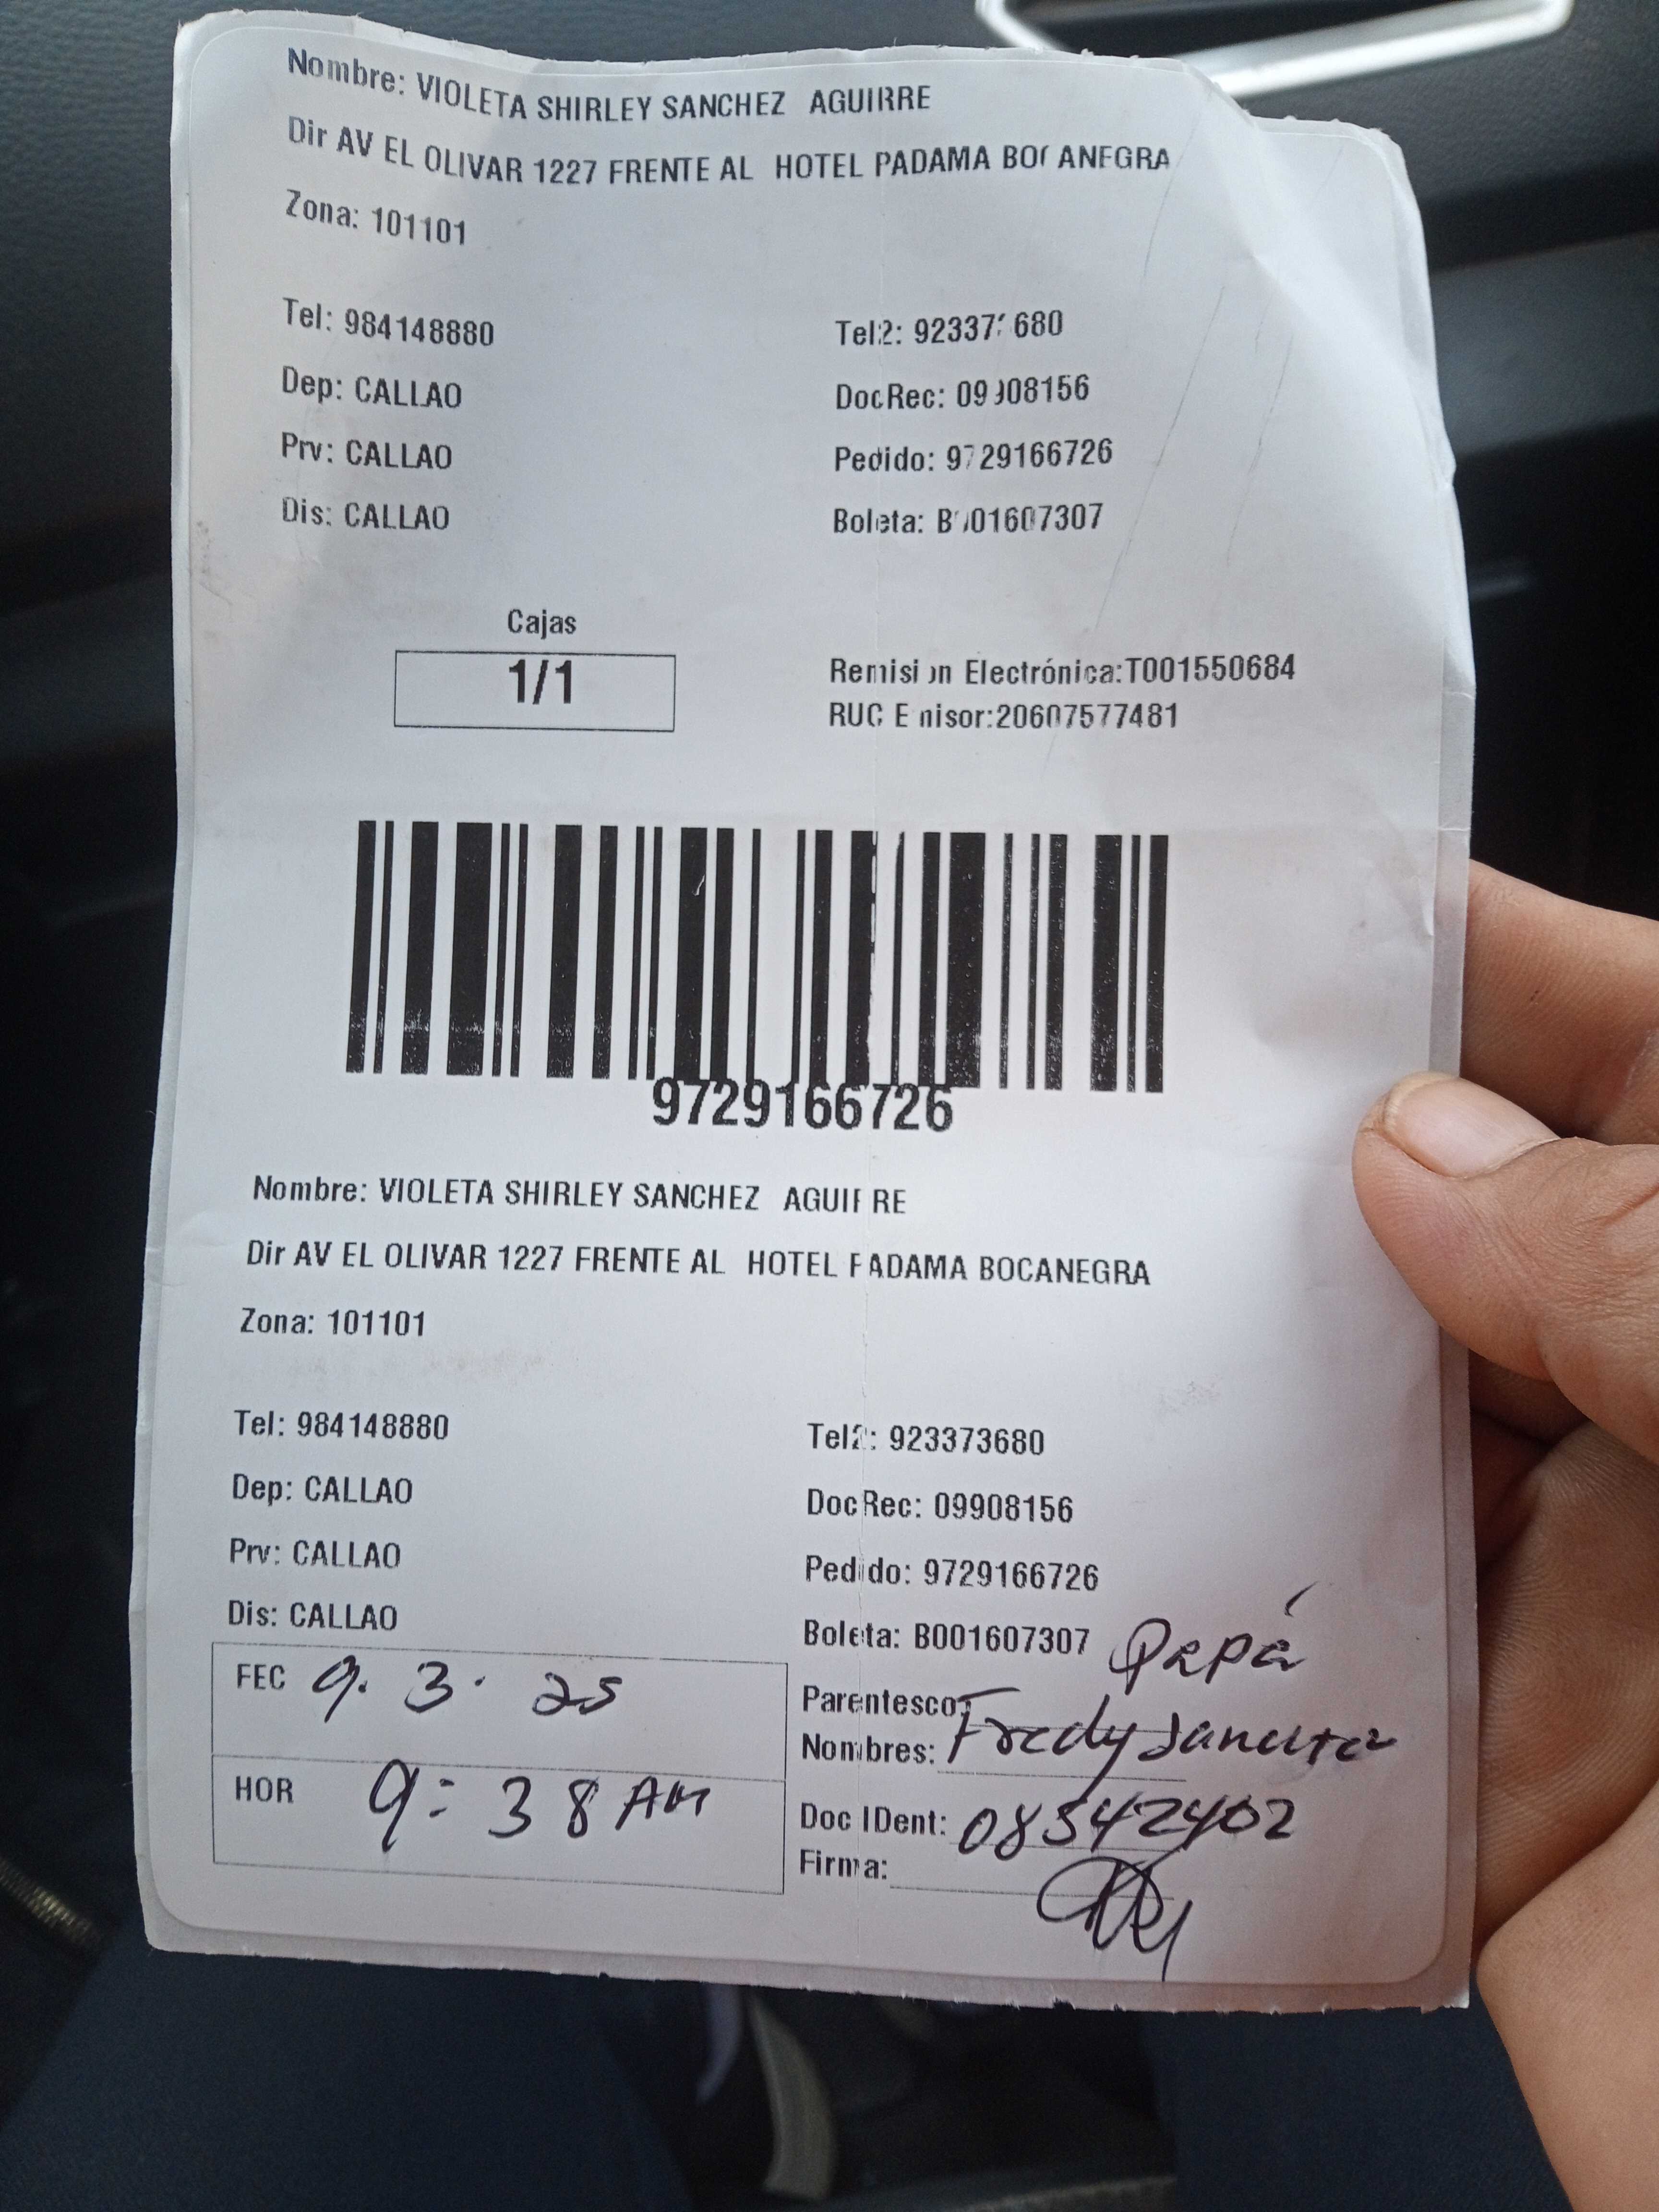 Nombre: VIOLETA SHIRLEY SANCHEZ AGUIRRE
Dir AV EL OLIVAR 1227 FRENTE AL HOTEL PADAMA BOCANEGRA
Zona: 101101
Tel: 984148880 Tel2: 923373680
Dep: CALLAO DocRec: 09908156
Prv: CALLAO Pedido: 9729166726
Dis: CALLAO Boleta: B001607307
Cajas
1/1
Remision Electrónica:T001550684
RUC Emisor:20607577481
9729166726
Nombre: VIOLETA SHIRLEY SANCHEZ AGUIRRE
Dir AV EL OLIVAR 1227 FRENTE AL HOTEL PADAMA BOCANEGRA
Zona: 101101
Tel: 984148880 Tel2: 923373680
Dep: CALLAO DocRec: 09908156
Prv: CALLAO Pedido: 9729166726
Dis: CALLAO Boleta: B001607307
FEC 9. 3. 25 Parentesco: Papá
Nombres: Fredy
HOR 9:38 AM Doc IDent: 08542402
Firma: